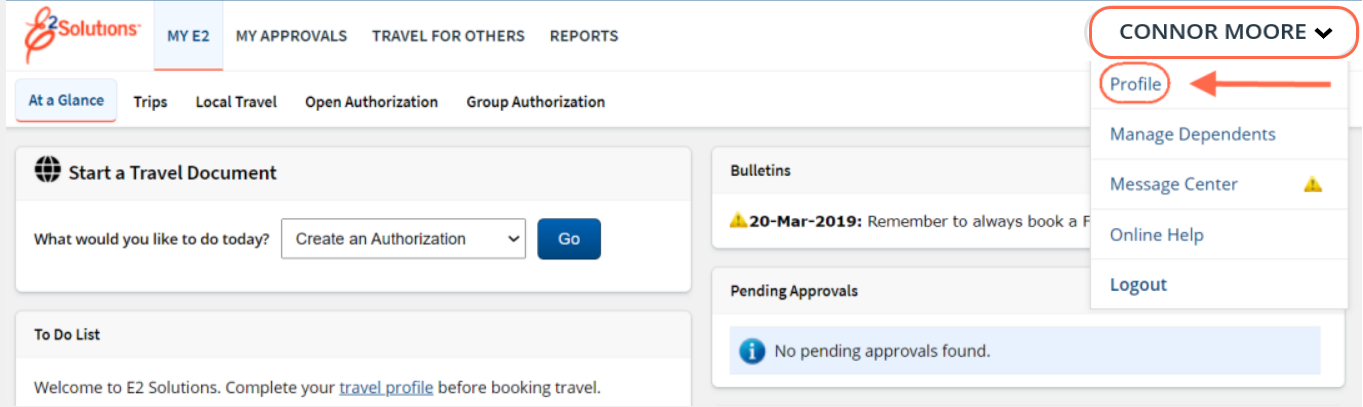 E2Solutions
MY E2
MY APPROVALS
TRAVEL FOR OTHERS
REPORTS
CONNOR MOORE
At a Glance
Trips
Local Travel
Open Authorization
Group Authorization
Profile
Manage Dependents
Message Center
Online Help
Logout
Start a Travel Document
What would you like to do today?
Create an Authorization
Go
To Do List
Welcome to E2 Solutions. Complete your travel profile before booking travel.
Bulletins
20-Mar-2019: Remember to always book a
Pending Approvals
No pending approvals found.